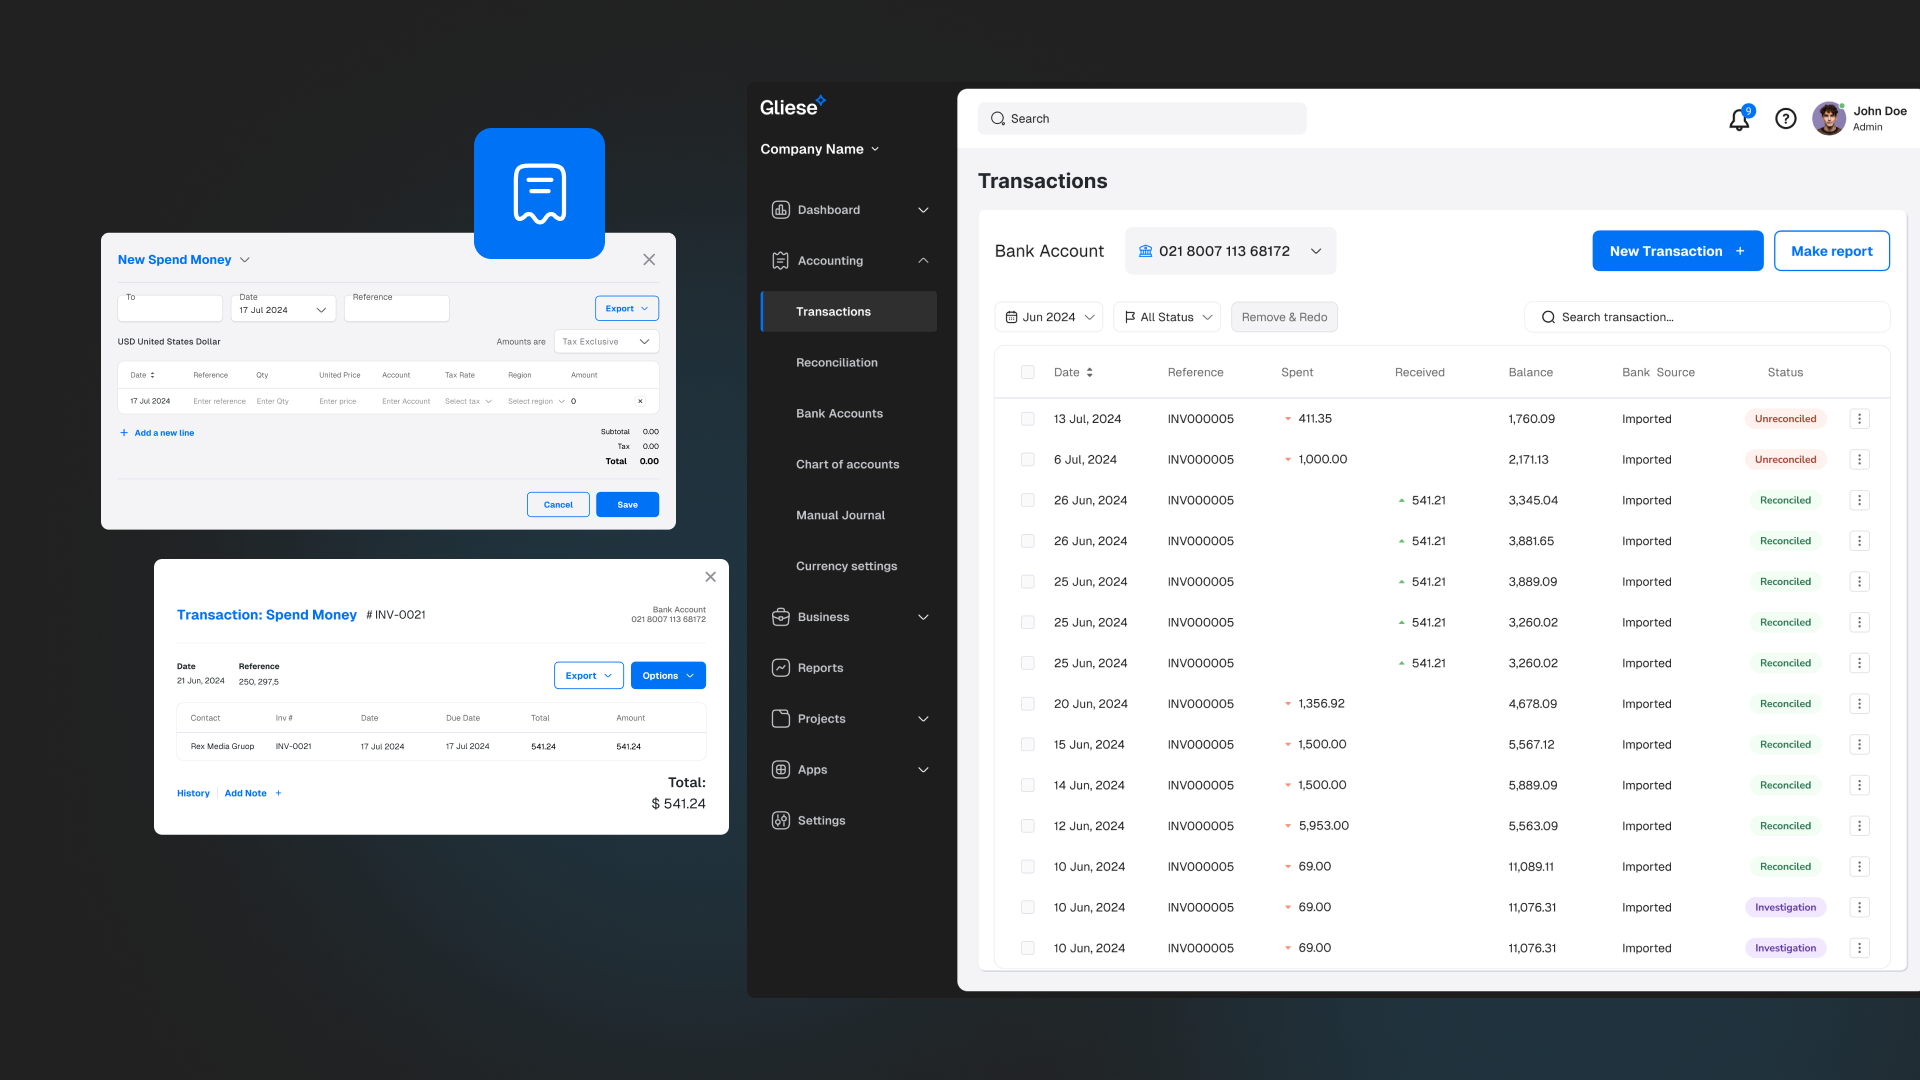 New Spend Money
To
Date
17 Jul 2024
Reference
Export
USD United States Dollar
Amounts are
Tax Exclusive
Date Reference Qty United Price Account Tax Rate Region Amount
17 Jul 2024 Enter reference Enter Qty Enter price Enter Account Select tax Select region 0
+ Add a new line
Subtotal 0.00
Tax 0.00
Total 0.00
Cancel
Save
Transaction: Spend Money # INV-0021
Bank Account
021 8007 113 68172
Date Reference
21 Jun, 2024 250, 297,5
Export
Options
Contact Inv # Date Due Date Total Amount
Rex Media Gruop INV-0021 17 Jul 2024 17 Jul 2024 541.24 541.24
History Add Note +
Total:
$ 541.24
Gliese
Company Name
Dashboard
Accounting
Transactions
Reconciliation
Bank Accounts
Chart of accounts
Manual Journal
Currency settings
Business
Reports
Projects
Apps
Settings
Search
9
?
John Doe
Admin
Transactions
Bank Account
021 8007 113 68172
New Transaction +
Make report
Jun 2024
All Status
Remove & Redo
Search transaction...
Date Reference Spent Received Balance Bank Source Status
13 Jul, 2024 INV000005 411.35 1,760.09 Imported Unreconciled
6 Jul, 2024 INV000005 1,000.00 2,171.13 Imported Unreconciled
26 Jun, 2024 INV000005 541.21 3,345.04 Imported Reconciled
26 Jun, 2024 INV000005 541.21 3,881.65 Imported Reconciled
25 Jun, 2024 INV000005 541.21 3,889.09 Imported Reconciled
25 Jun, 2024 INV000005 541.21 3,260.02 Imported Reconciled
25 Jun, 2024 INV000005 541.21 3,260.02 Imported Reconciled
20 Jun, 2024 INV000005 1,356.92 4,678.09 Imported Reconciled
15 Jun, 2024 INV000005 1,500.00 5,567.12 Imported Reconciled
14 Jun, 2024 INV000005 1,500.00 5,889.09 Imported Reconciled
12 Jun, 2024 INV000005 5,953.00 5,563.09 Imported Reconciled
10 Jun, 2024 INV000005 69.00 11,089.11 Imported Reconciled
10 Jun, 2024 INV000005 69.00 11,076.31 Imported Investigation
10 Jun, 2024 INV000005 69.00 11,076.31 Imported Investigation